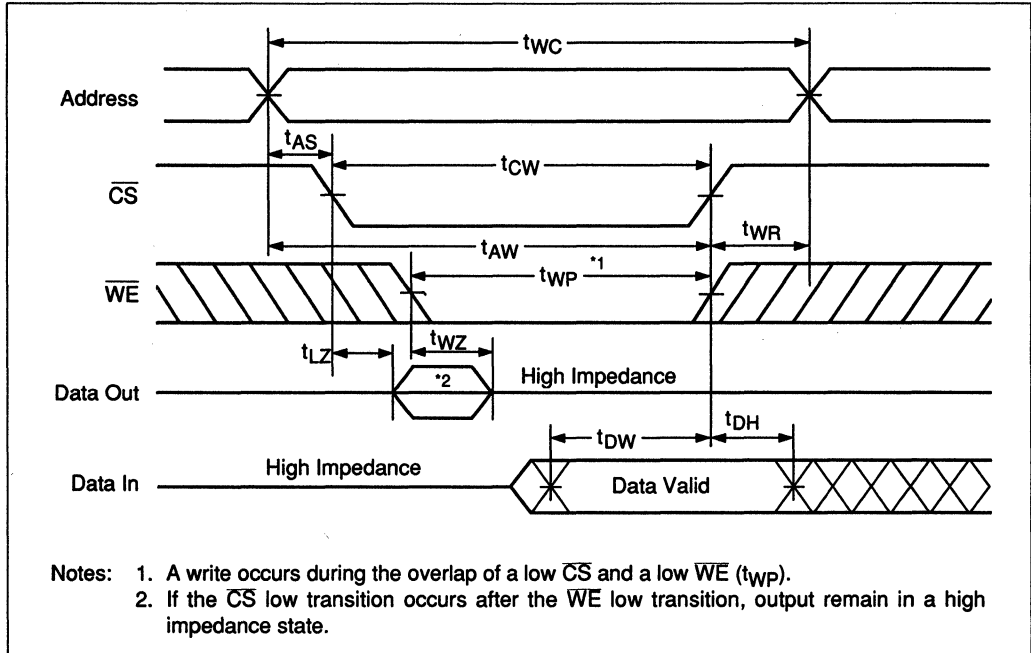 tWC
Address
tAS
tCW
CS
tAW
tWR
tWP *1
WE
tLZ
tWZ
*2
High Impedance
Data Out
tDW
tDH
High Impedance
Data In
Data Valid
Notes: 1. A write occurs during the overlap of a low CS and a low WE (tWP).
2. If the CS low transition occurs after the WE low transition, output remain in a high
impedance state.